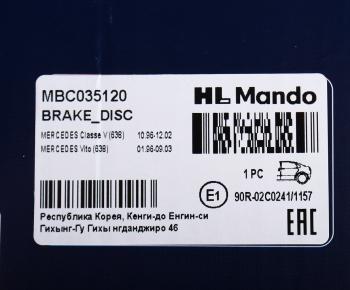 MBC035120
HL Mando
BRAKE_DISC
MERCEDES Classe V (638) 10.96-12.02
MERCEDES Vito (638) 01.96-09.03
1 PC
E1
90R-02C0241/1157
Республика Корея, Кенги-до Енгин-си
Гихынг-Гу Гихы нгданджиро 46
EAC